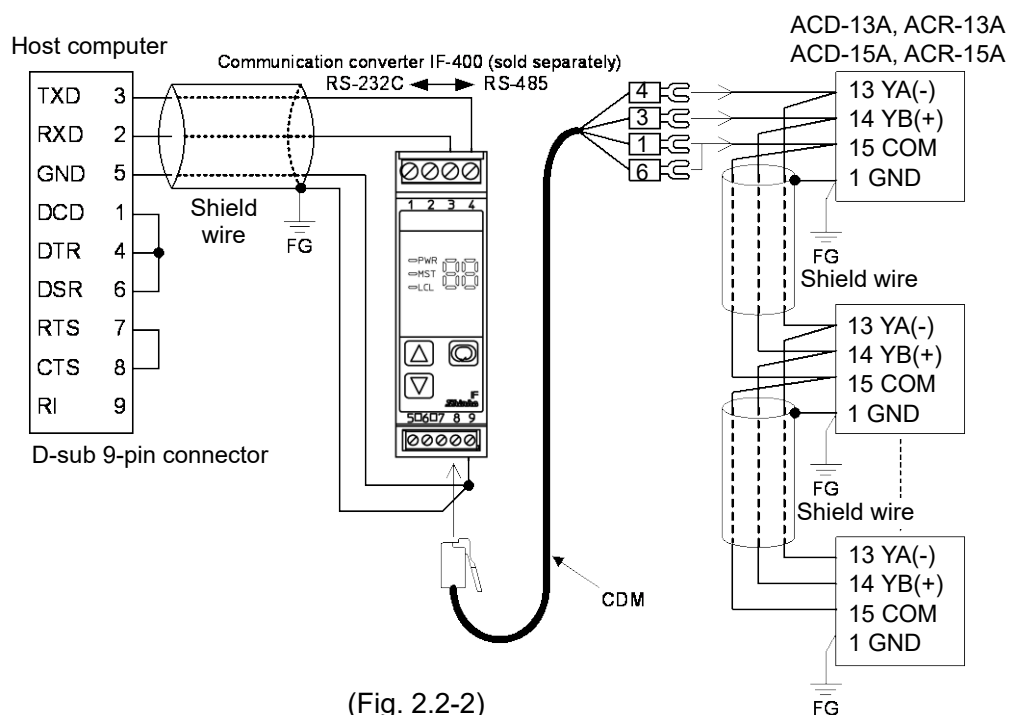 ACD-13A, ACR-13A
ACD-15A, ACR-15A
Host computer
Communication converter IF-400 (sold separately)
RS-232C RS-485
TXD 3
RXD 2
GND 5
DCD 1
DTR 4
DSR 6
RTS 7
CTS 8
RI 9
D-sub 9-pin connector
Shield
wire
FG
1 2 3 4
PWR
MST
LCL
88
IF
Shinko
5 6 7 8 9
CDM
4
3
1
6
13 YA(-)
14 YB(+)
15 COM
1 GND
FG
Shield wire
13 YA(-)
14 YB(+)
15 COM
1 GND
FG
Shield wire
13 YA(-)
14 YB(+)
15 COM
1 GND
FG
(Fig. 2.2-2)